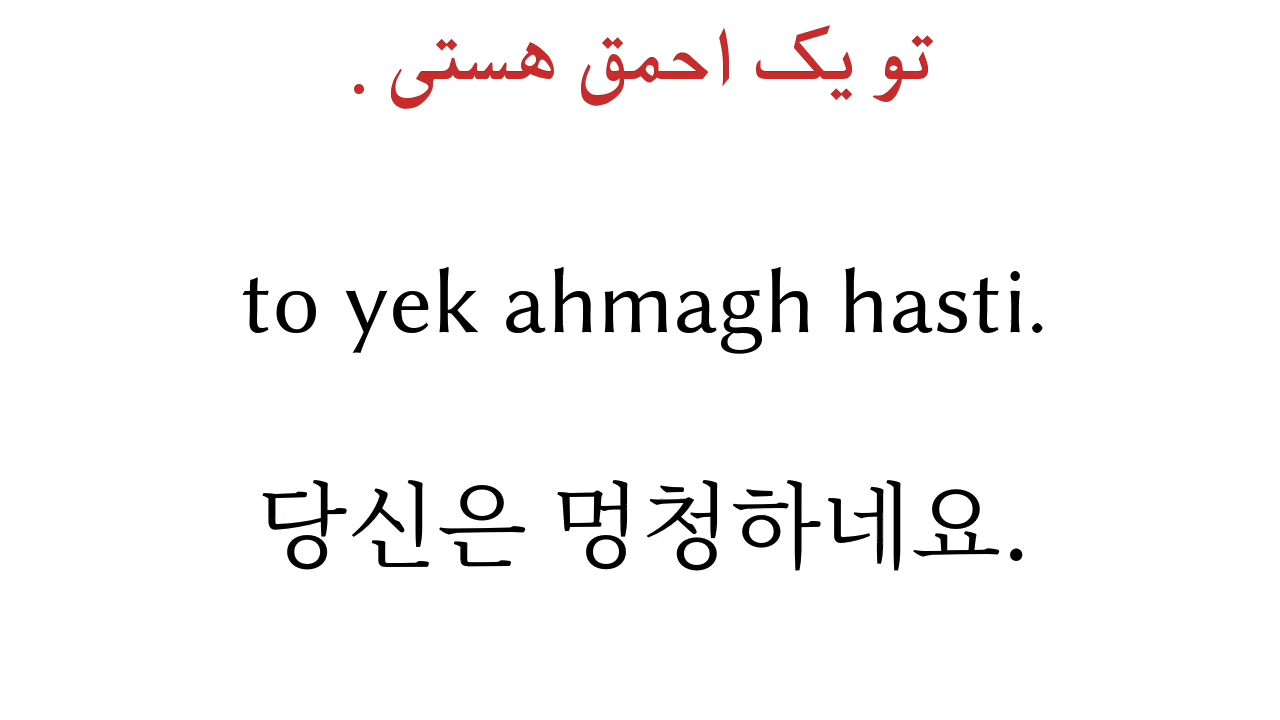 تو یک احمق هستی .
to yek ahmagh hasti.
당신은 멍청하네요.